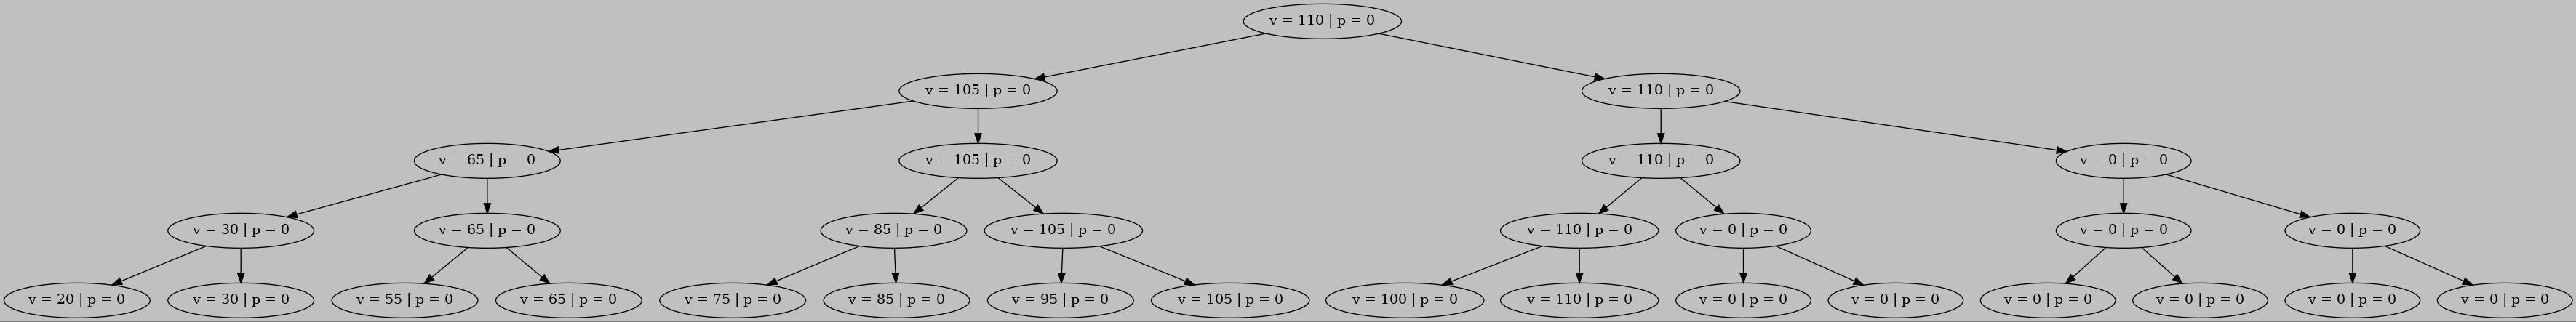 v = 110 | p = 0
v = 105 | p = 0
v = 110 | p = 0
v = 65 | p = 0
v = 105 | p = 0
v = 110 | p = 0
v = 0 | p = 0
v = 30 | p = 0
v = 65 | p = 0
v = 85 | p = 0
v = 105 | p = 0
v = 110 | p = 0
v = 0 | p = 0
v = 0 | p = 0
v = 0 | p = 0
v = 20 | p = 0
v = 30 | p = 0
v = 55 | p = 0
v = 65 | p = 0
v = 75 | p = 0
v = 85 | p = 0
v = 95 | p = 0
v = 105 | p = 0
v = 100 | p = 0
v = 110 | p = 0
v = 0 | p = 0
v = 0 | p = 0
v = 0 | p = 0
v = 0 | p = 0
v = 0 | p = 0
v = 0 | p = 0